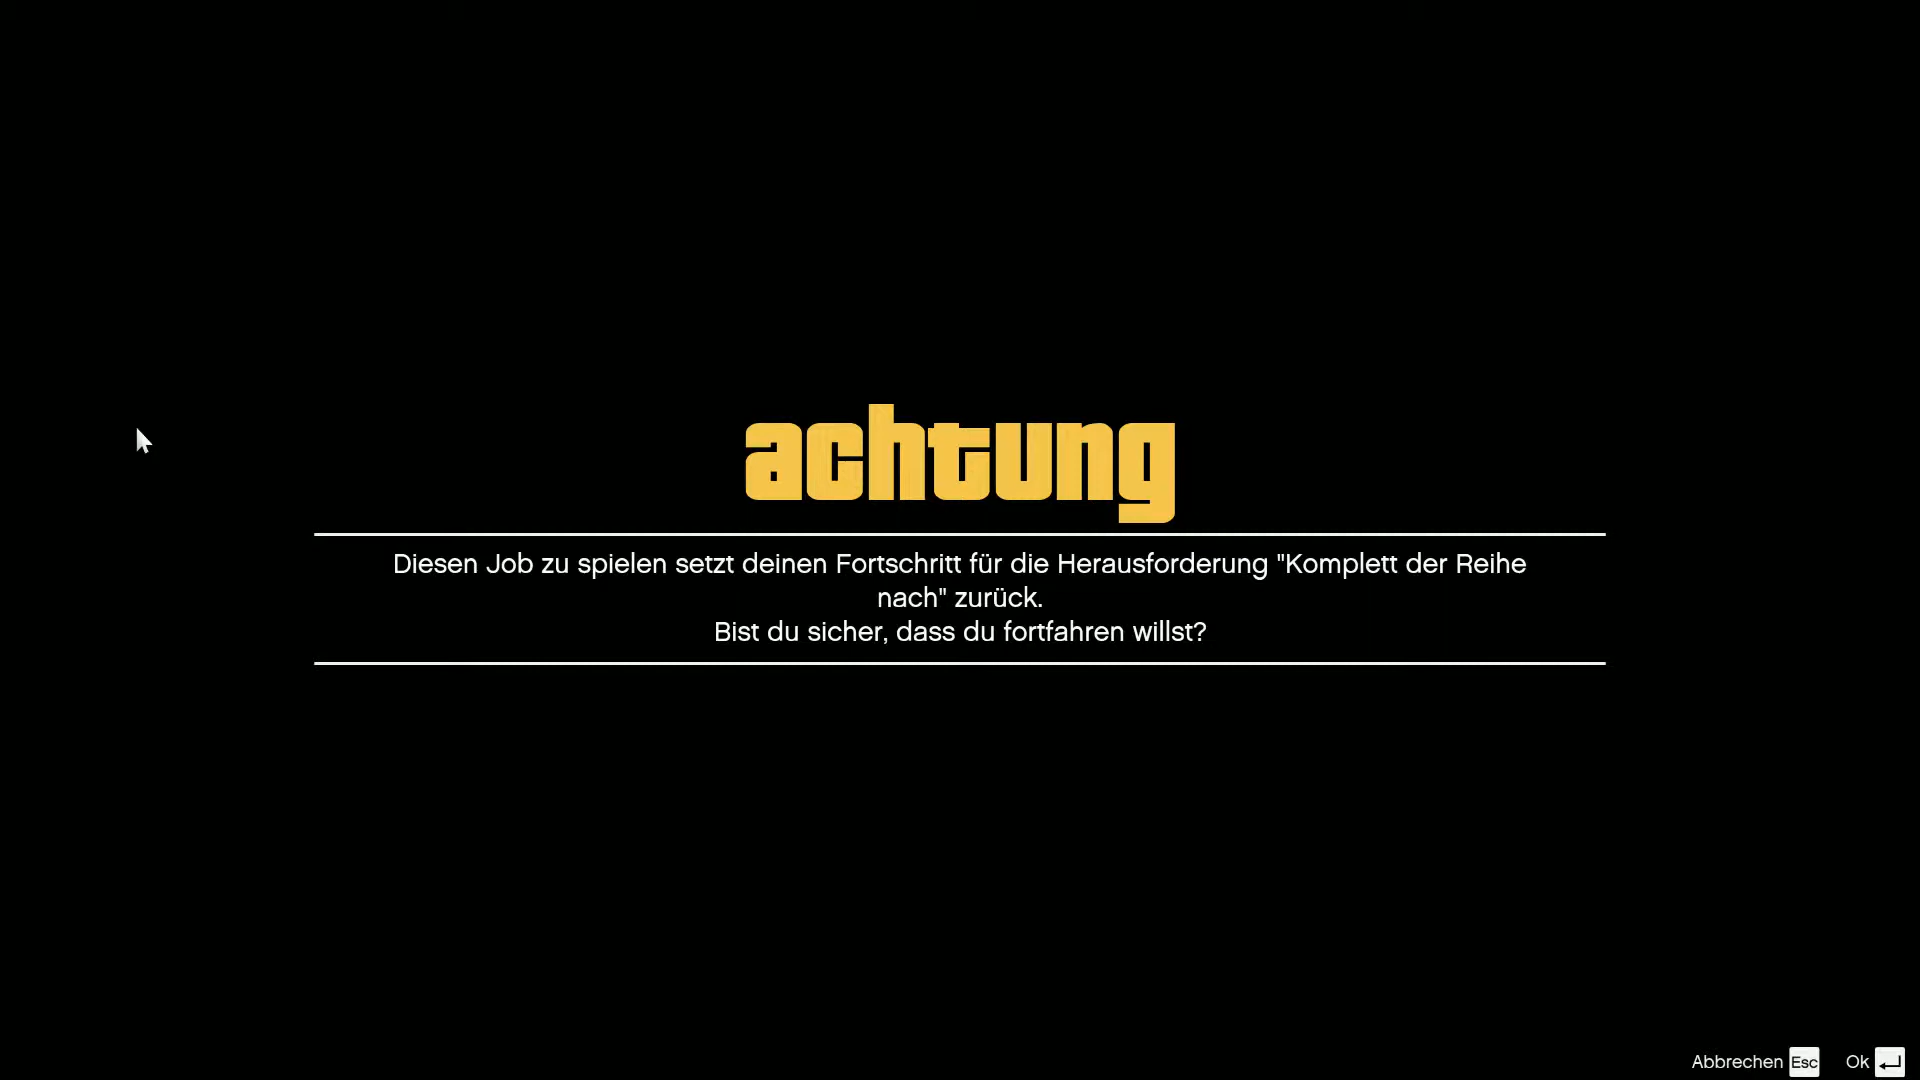 achtung
Diesen Job zu spielen setzt deinen Fortschritt für die Herausforderung "Komplett der Reihe
nach" zurück.
Bist du sicher, dass du fortfahren willst?
Abbrechen Esc Ok